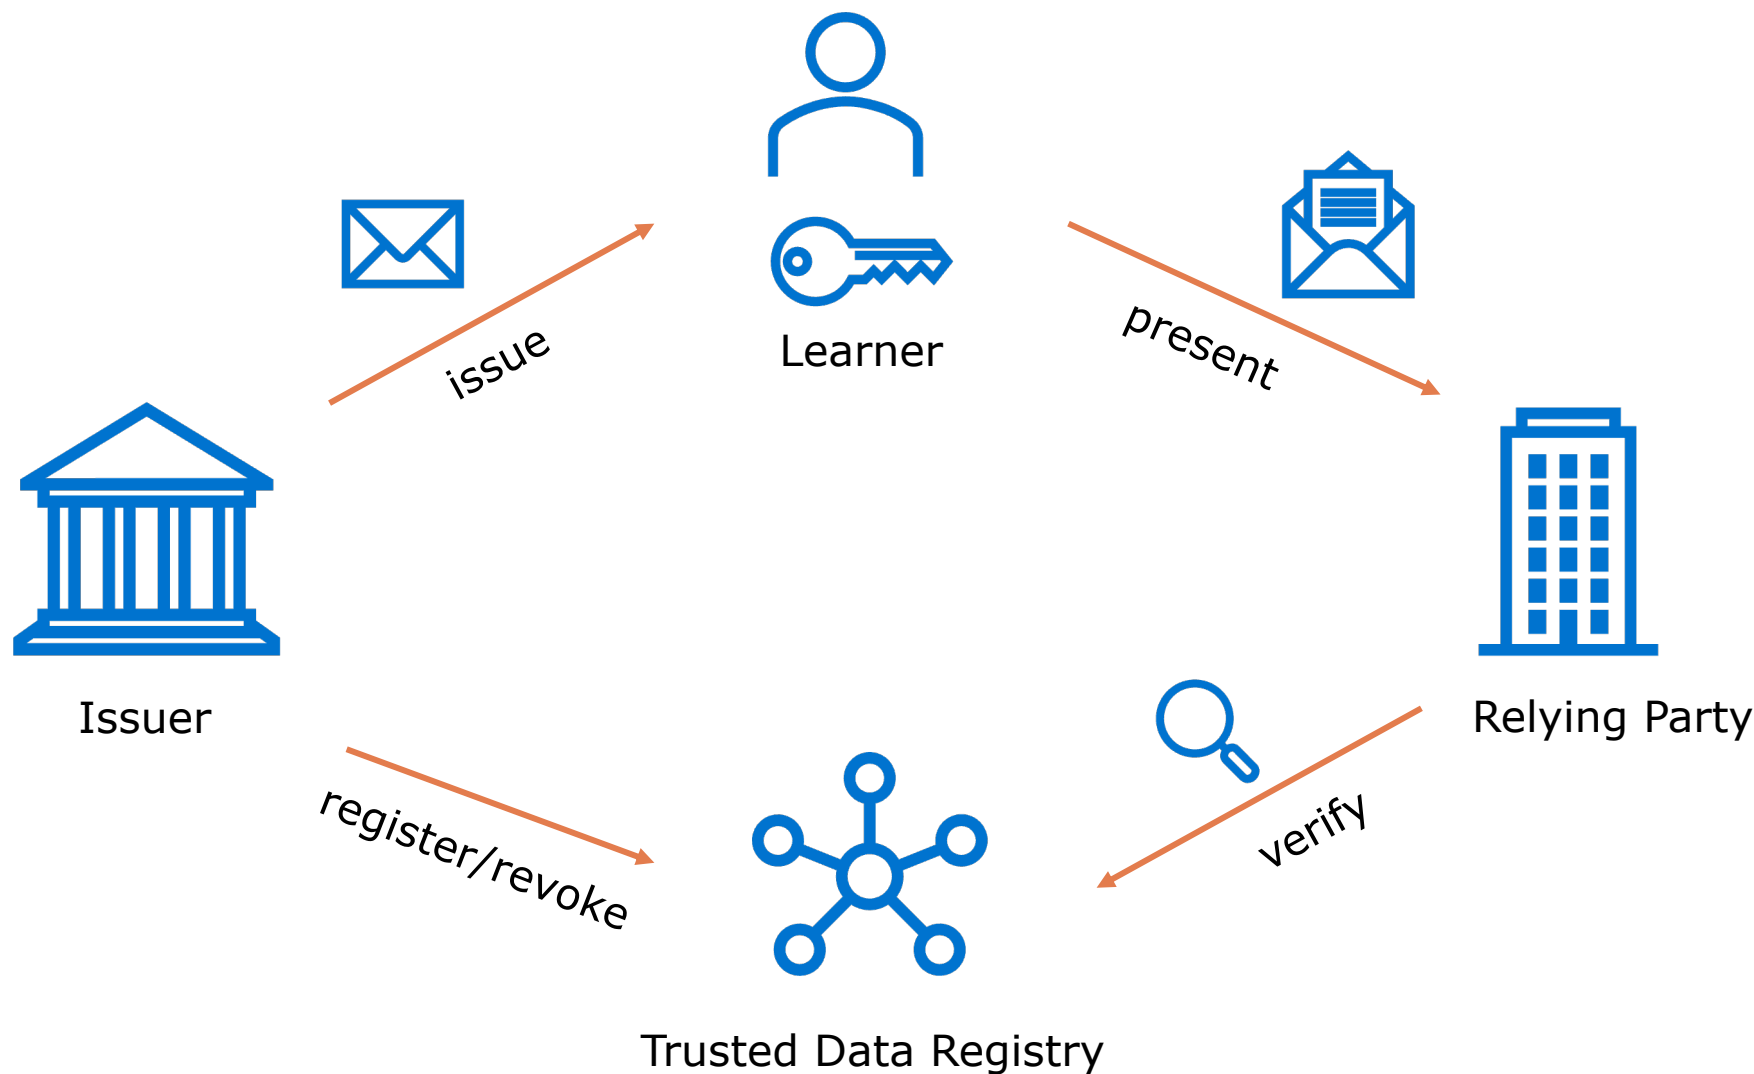 Learner
issue
present
Issuer
Relying Party
register/revoke
verify
Trusted Data Registry